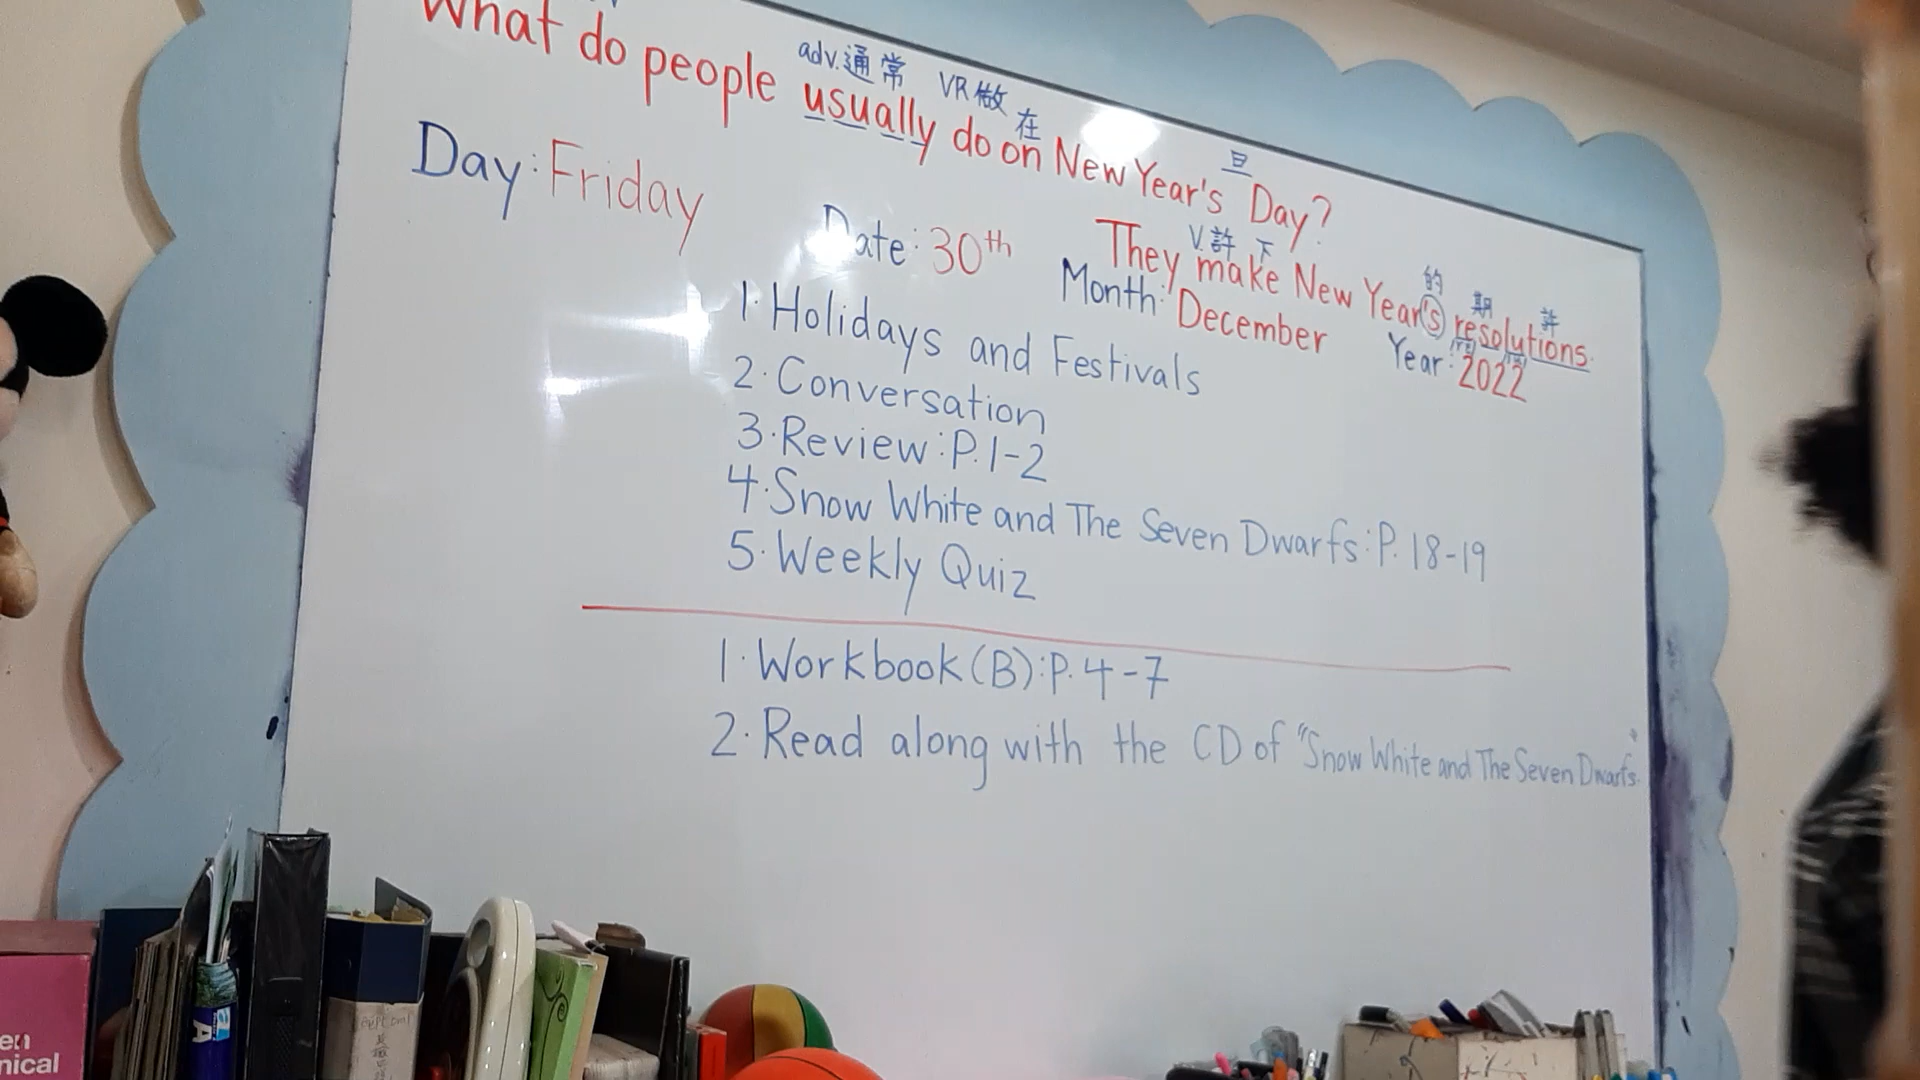 adv.通常 VR做 在 旦
What do people usually do on New Year's Day?
V.許下 的 期 許
They make New Year's resolutions.
Day: Friday Date: 30th Month: December Year: 2022
1. Holidays and Festivals
2. Conversation
3. Review: P. 1-2
4. Snow White and The Seven Dwarfs: P. 18-19
5. Weekly Quiz
1. Workbook (B): P. 4-7
2. Read along with the CD of "Snow White and The Seven Dwarfs."
en
nical